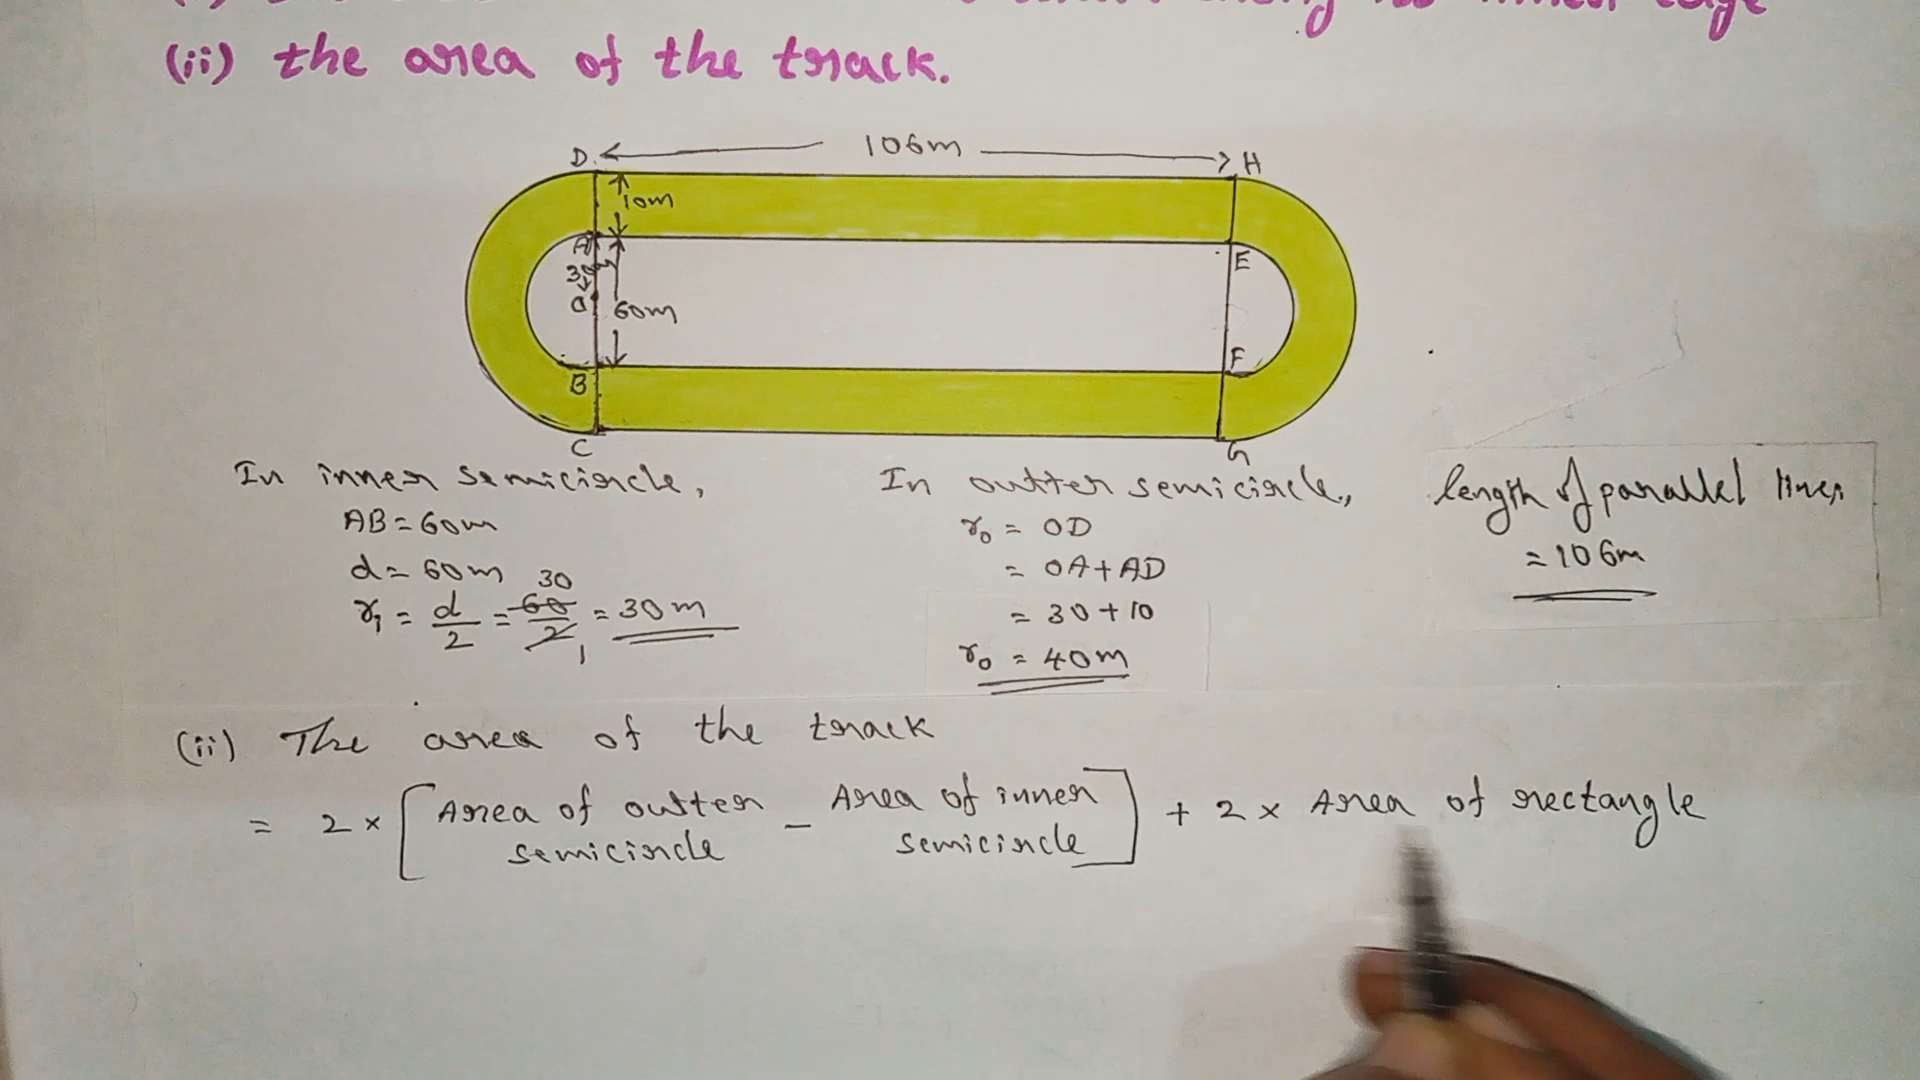 (ii) the area of the track.
106m
D
H
10m
A
E
30m
O
60m
F
B
C
G
In inner semicircle,
AB = 60m
d = 60m
r₁ = d/2 = 60/2 = 30m
30
1
In outter semicircle,
r₀ = OD
= OA + AD
= 30 + 10
r₀ = 40m
length of parallel lines
= 106m
(ii) The area of the track
= 2 × [Area of outter semicircle - Area of inner semicircle] + 2 × Area of rectangle